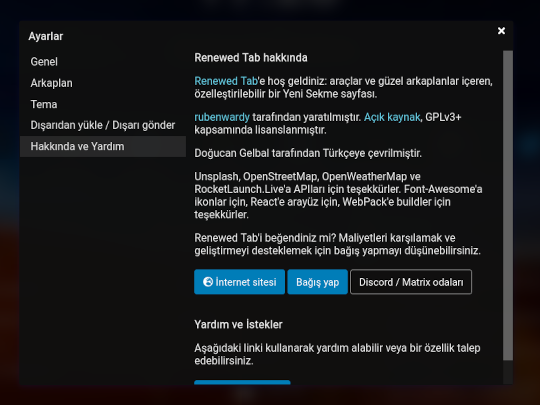 Ayarlar
Genel
Arkaplan
Tema
Dışarıdan yükle / Dışarı gönder
Hakkında ve Yardım
Renewed Tab hakkında
Renewed Tab'e hoş geldiniz: araçlar ve güzel arkaplanlar içeren,
özelleştirilebilir bir Yeni Sekme sayfası.
rubenwardy tarafından yaratılmıştır. Açık kaynak, GPLv3+
kapsamında lisanslanmıştır.
Doğucan Gelbal tarafından Türkçeye çevrilmiştir.
Unsplash, OpenStreetMap, OpenWeatherMap ve
RocketLaunch.Live'a APIları için teşekkürler. Font-Awesome'a
ikonlar için, React'e arayüz için, WebPack'e buildler için
teşekkürler.
Renewed Tab'i beğendiniz mi? Maliyetleri karşılamak ve
geliştirmeyi desteklemek için bağış yapmayı düşünebilirsiniz.
İnternet sitesi
Bağış yap
Discord / Matrix odaları
Yardım ve İstekler
Aşağıdaki linki kullanarak yardım alabilir veya bir özellik talep
edebilirsiniz.